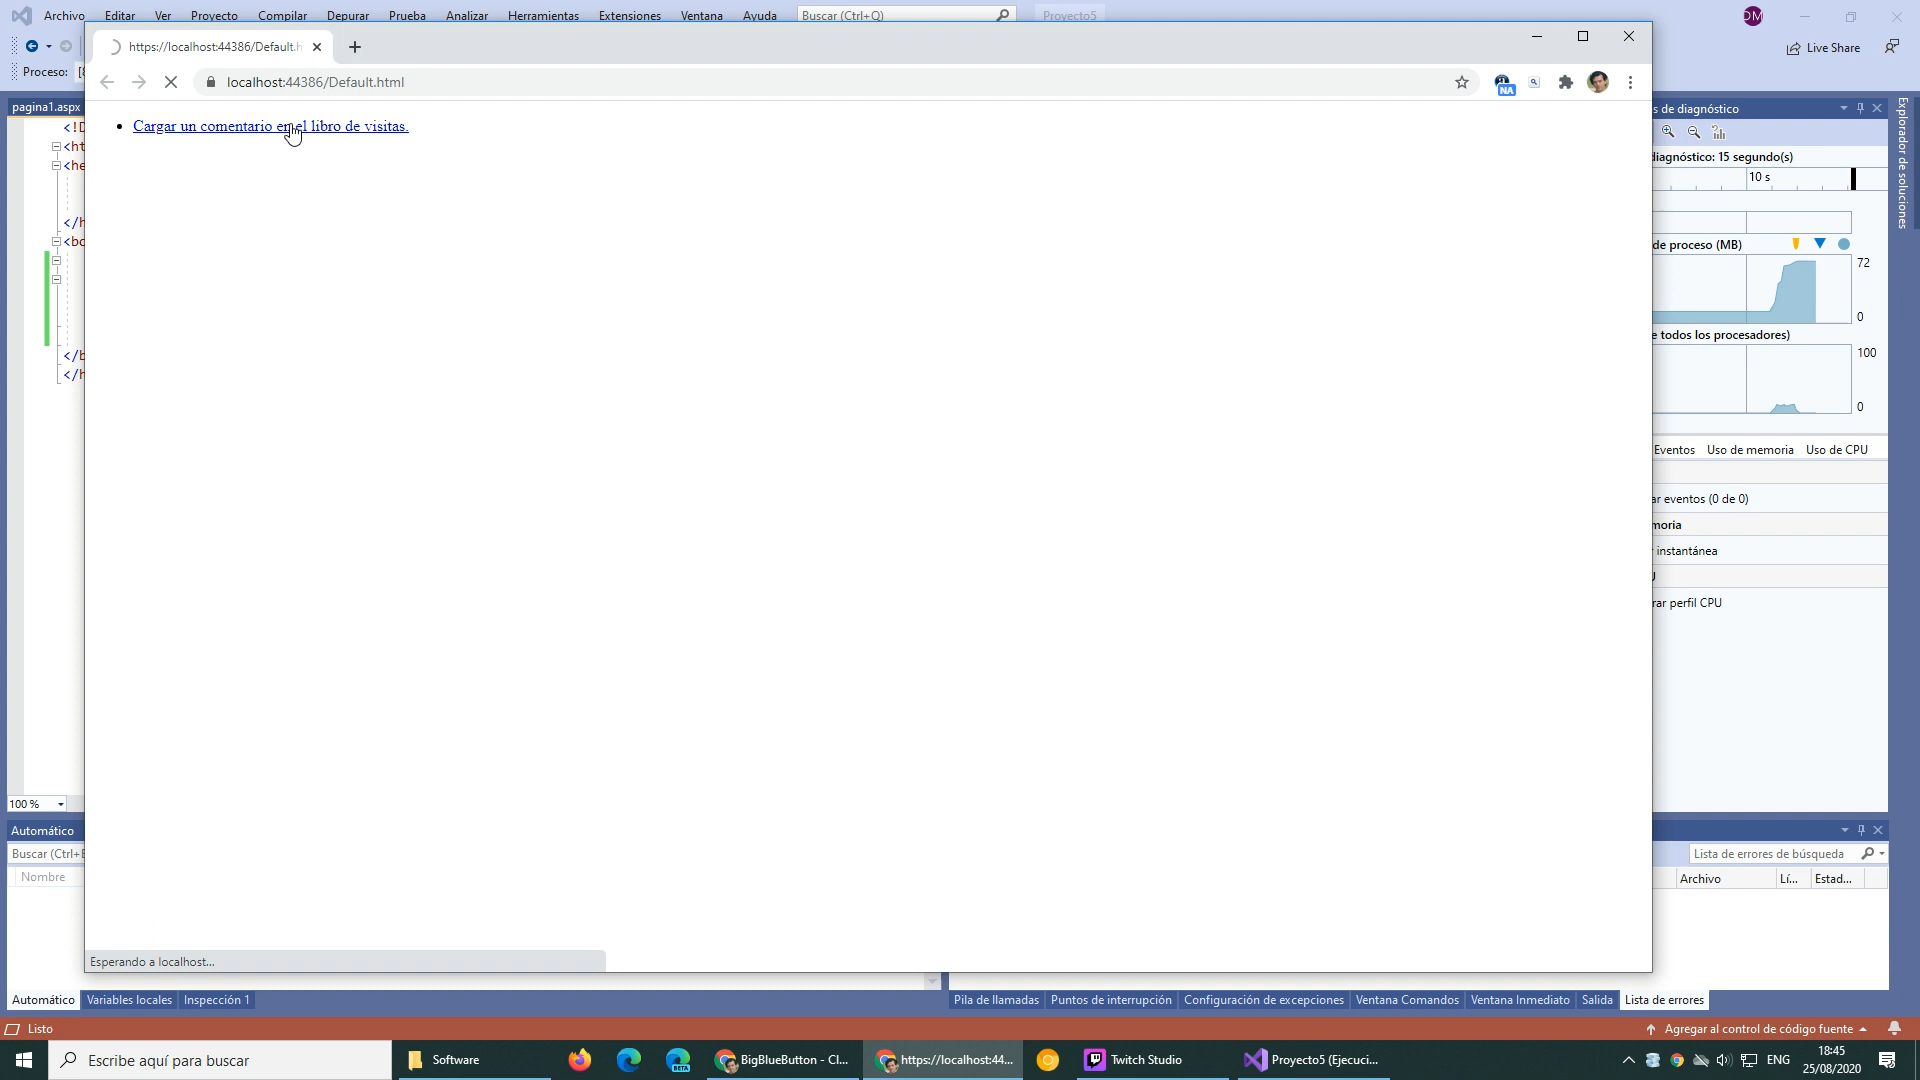 Archivo Editar Ver Proyecto Compilar Depurar Prueba Analizar Herramientas Extensiones Ventana Ayuda Buscar (Ctrl+Q) Proyecto5 DM
https://localhost:44386/Default.h
Live Share
Proceso:
localhost:44386/Default.html
NA
pagina1.aspx
s de diagnóstico
Explorador de soluciones
Cargar un comentario en el libro de visitas.
<!D
<ht
<he
</h
<bo
</b
</h
diagnóstico: 15 segundo(s)
10 s
de proceso (MB)
72
0
e todos los procesadores)
100
0
Eventos Uso de memoria Uso de CPU
ar eventos (0 de 0)
moria
instantánea
rar perfil CPU
100 %
Automático
Buscar (Ctrl+E
Lista de errores de búsqueda
Nombre
Archivo Lí... Estad...
Esperando a localhost...
Automático Variables locales Inspección 1
Pila de llamadas Puntos de interrupción Configuración de excepciones Ventana Comandos Ventana Inmediato Salida Lista de errores
Listo
Agregar al control de código fuente
Escribe aquí para buscar
Software
BETA
BigBlueButton - Cl...
https://localhost:44...
Twitch Studio
Proyecto5 (Ejecuci...
ENG
18:45
25/08/2020